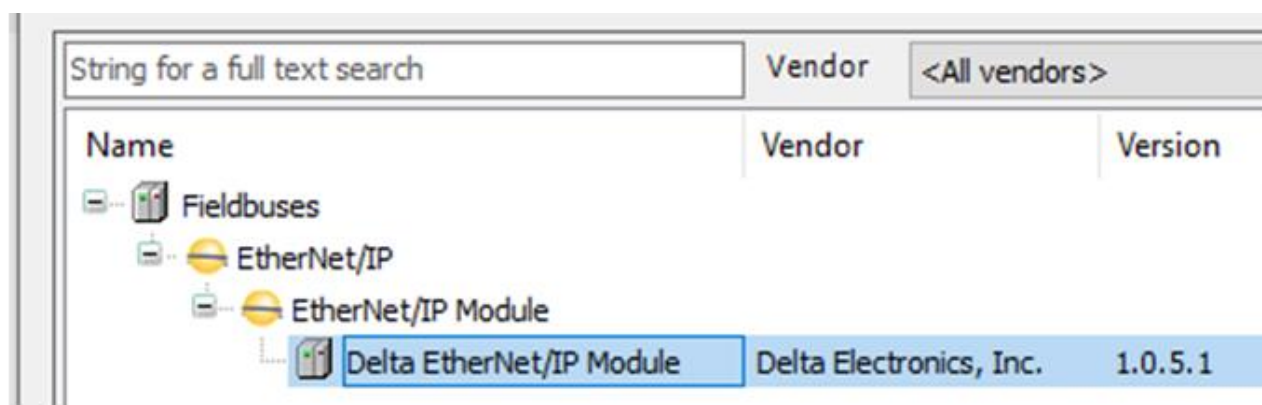 String for a full text search Vendor <All vendors>
Name Vendor Version
Fieldbuses
EtherNet/IP
EtherNet/IP Module
Delta EtherNet/IP Module Delta Electronics, Inc. 1.0.5.1